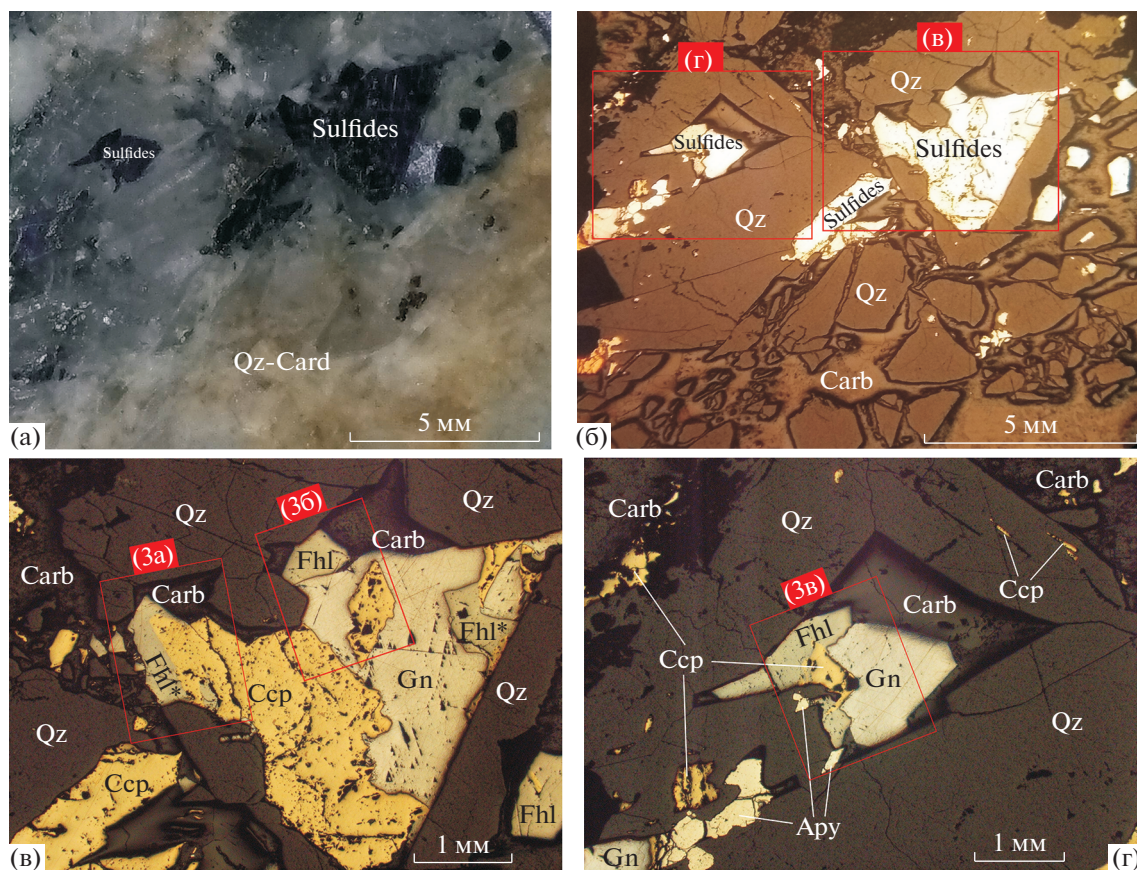 Sulfides
Sulfides
Qz-Card
5 мм
(а)
(г)
(в)
Qz
Sulfides
Sulfides
Sulfides
Qz
Qz
Carb
5 мм
(б)
Qz
(3б)
Qz
(3а)
Fhl
Carb
Carb
Carb
Fhl*
Fhl*
Ccp
Gn
Qz
Qz
Ccp
Fhl
1 мм
(в)
Carb
Carb
Qz
Ccp
(3в)
Carb
Fhl
Ccp
Gn
Qz
Apy
Gn
1 мм
(г)